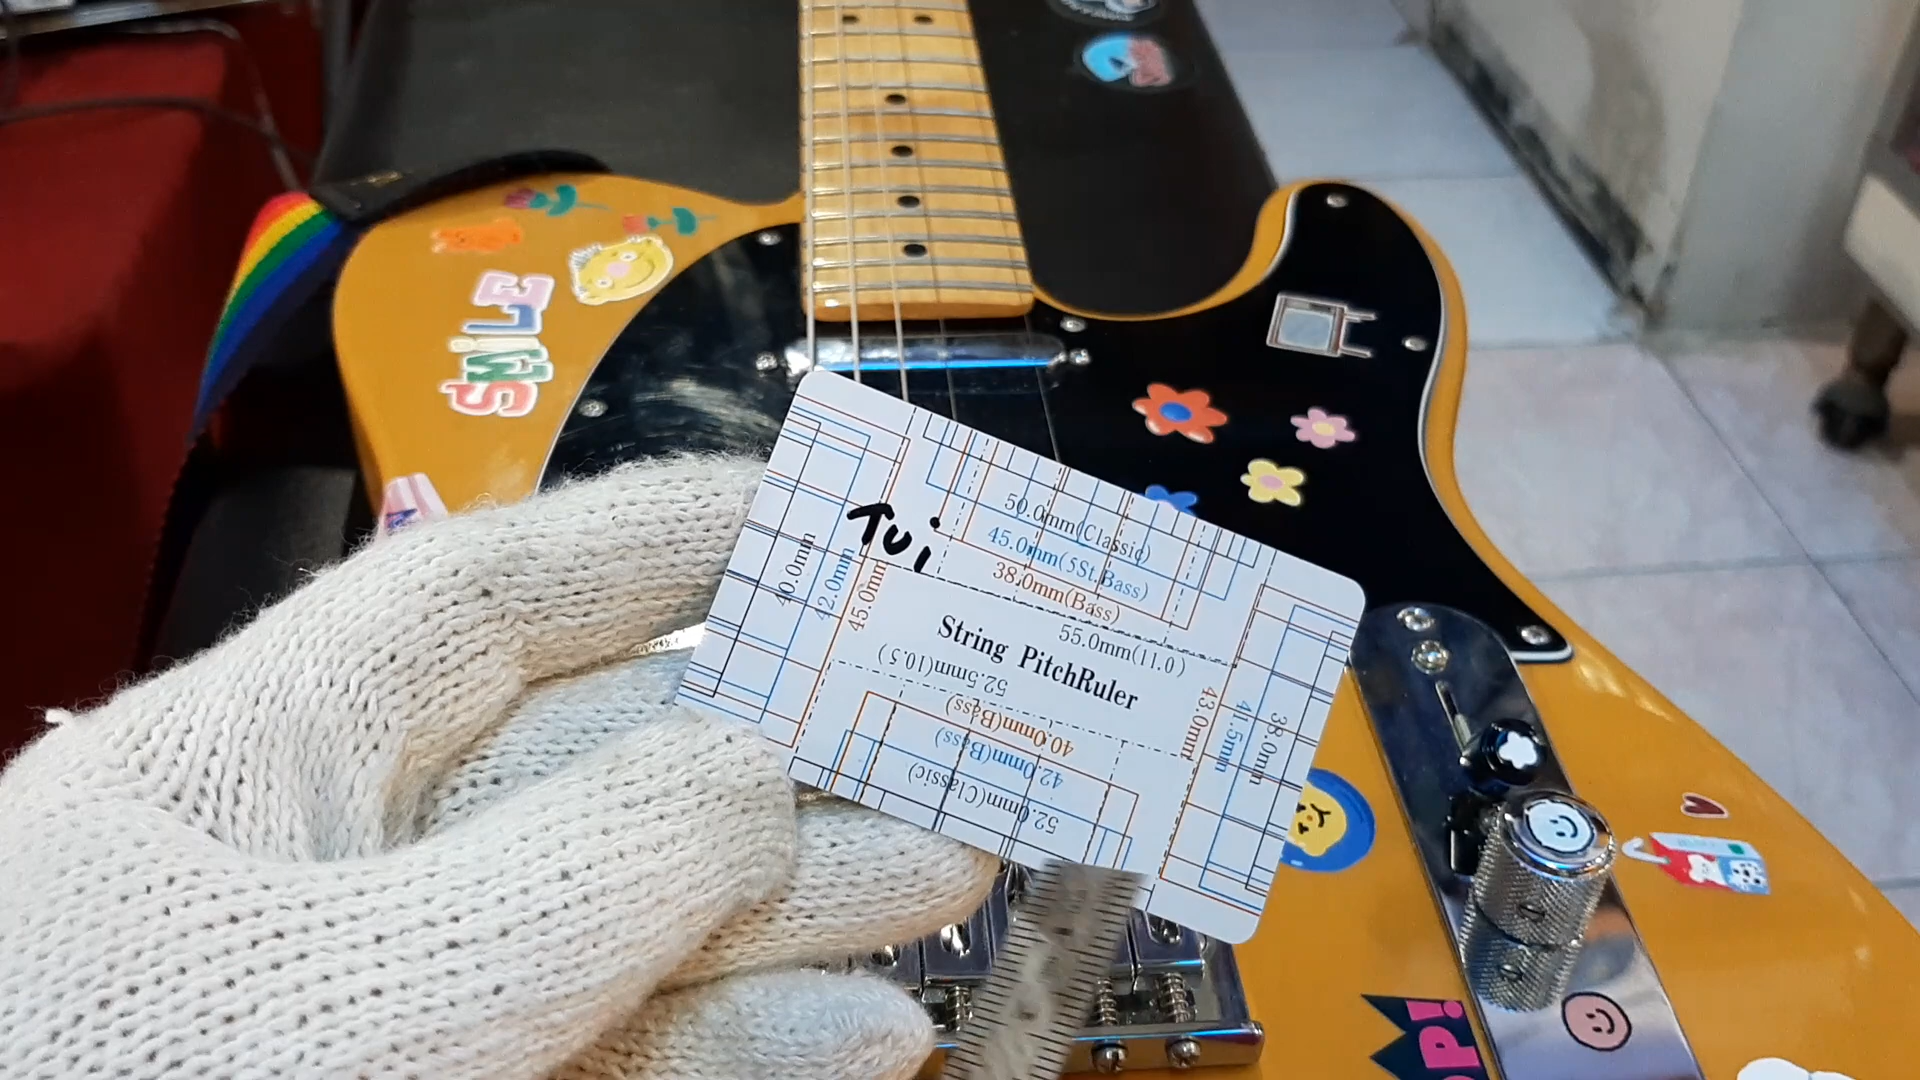 SMiLE
Tui
50.0mm(Classic)
45.0mm(5St.Bass)
38.0mm(Bass)
55.0mm(11.0)
String PitchRuler
52.5mm(10.5)
40.0mm(Bass)
42.0mm(Bass)
52.0mm(Classic)
40.0mm
42.0mm
45.0mm
43.0mm
41.5mm
38.0mm
OP!